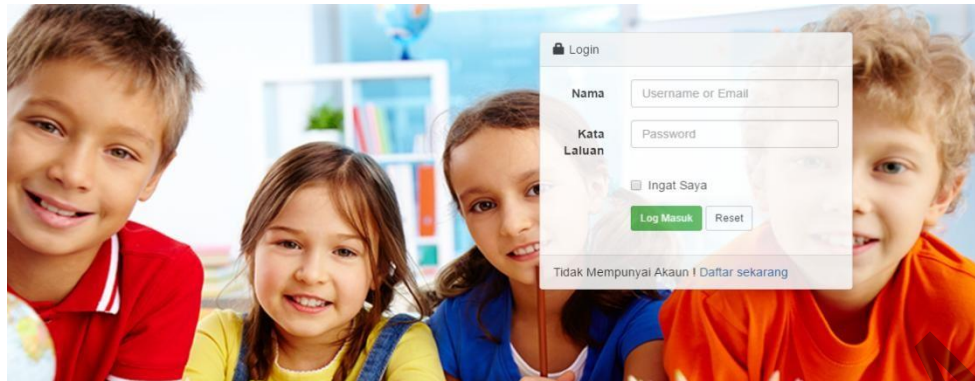 Login
Nama
Username or Email
Kata
Laluan
Password
Ingat Saya
Log Masuk
Reset
Tidak Mempunyai Akaun ! Daftar sekarang